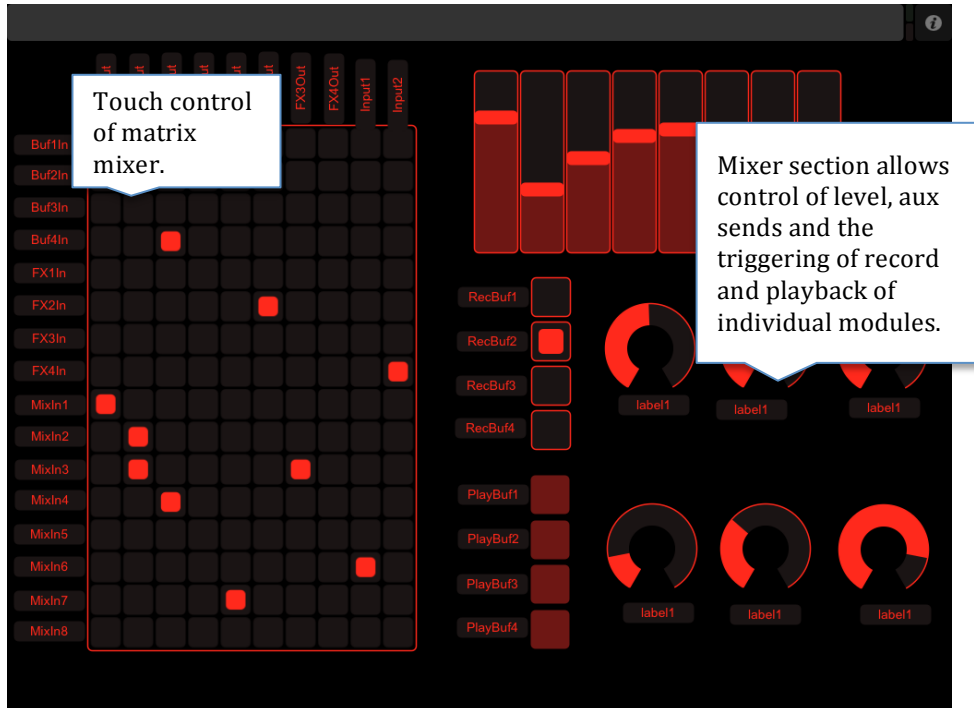 FX3Out
FX4Out
Input1
Input2
Touch control
of matrix
mixer.
Buf1In
Buf2In
Buf3In
Buf4In
FX1In
FX2In
FX3In
FX4In
MixIn1
MixIn2
MixIn3
MixIn4
MixIn5
MixIn6
MixIn7
MixIn8
Mixer section allows
control of level, aux
sends and the
triggering of record
and playback of
individual modules.
RecBuf1
RecBuf2
RecBuf3
RecBuf4
label1
label1
label1
PlayBuf1
PlayBuf2
PlayBuf3
PlayBuf4
label1
label1
label1